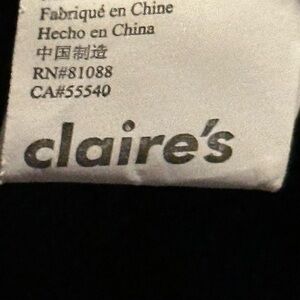 Fabriqué en Chine
Hecho en China
中国制造
RN#81088
CA#55540
claire's